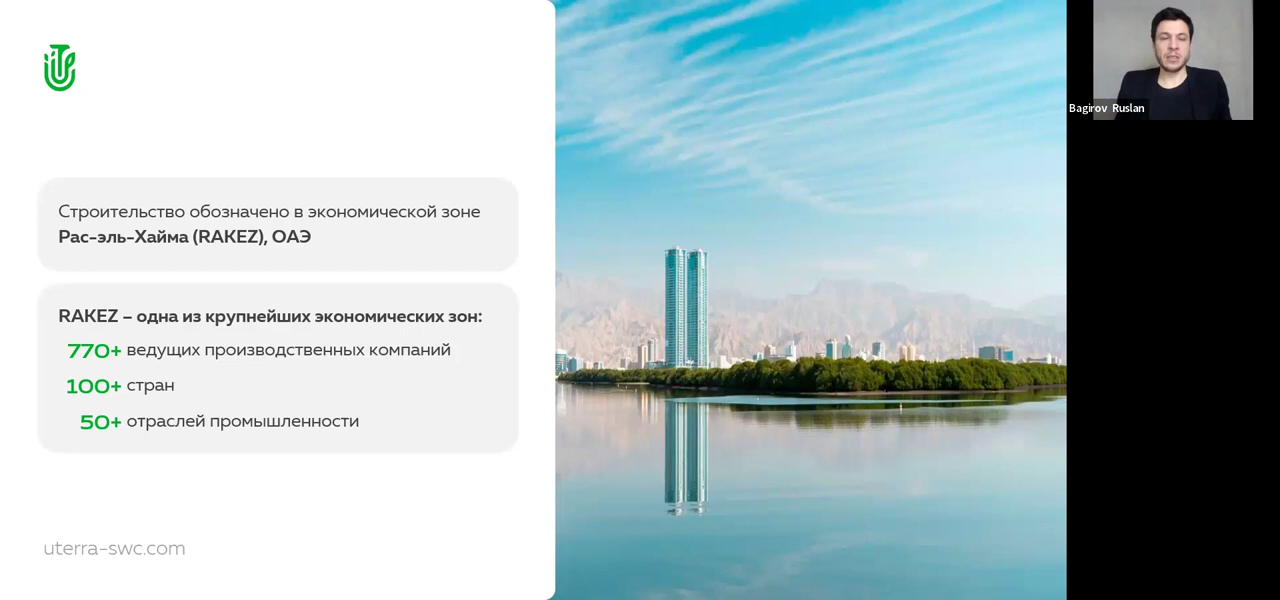 Строительство обозначено в экономической зоне
Рас-эль-Хайма (RAKEZ), ОАЭ
RAKEZ – одна из крупнейших экономических зон:
770+ ведущих производственных компаний
100+ стран
50+ отраслей промышленности
uterra-swc.com
Bagirov Ruslan